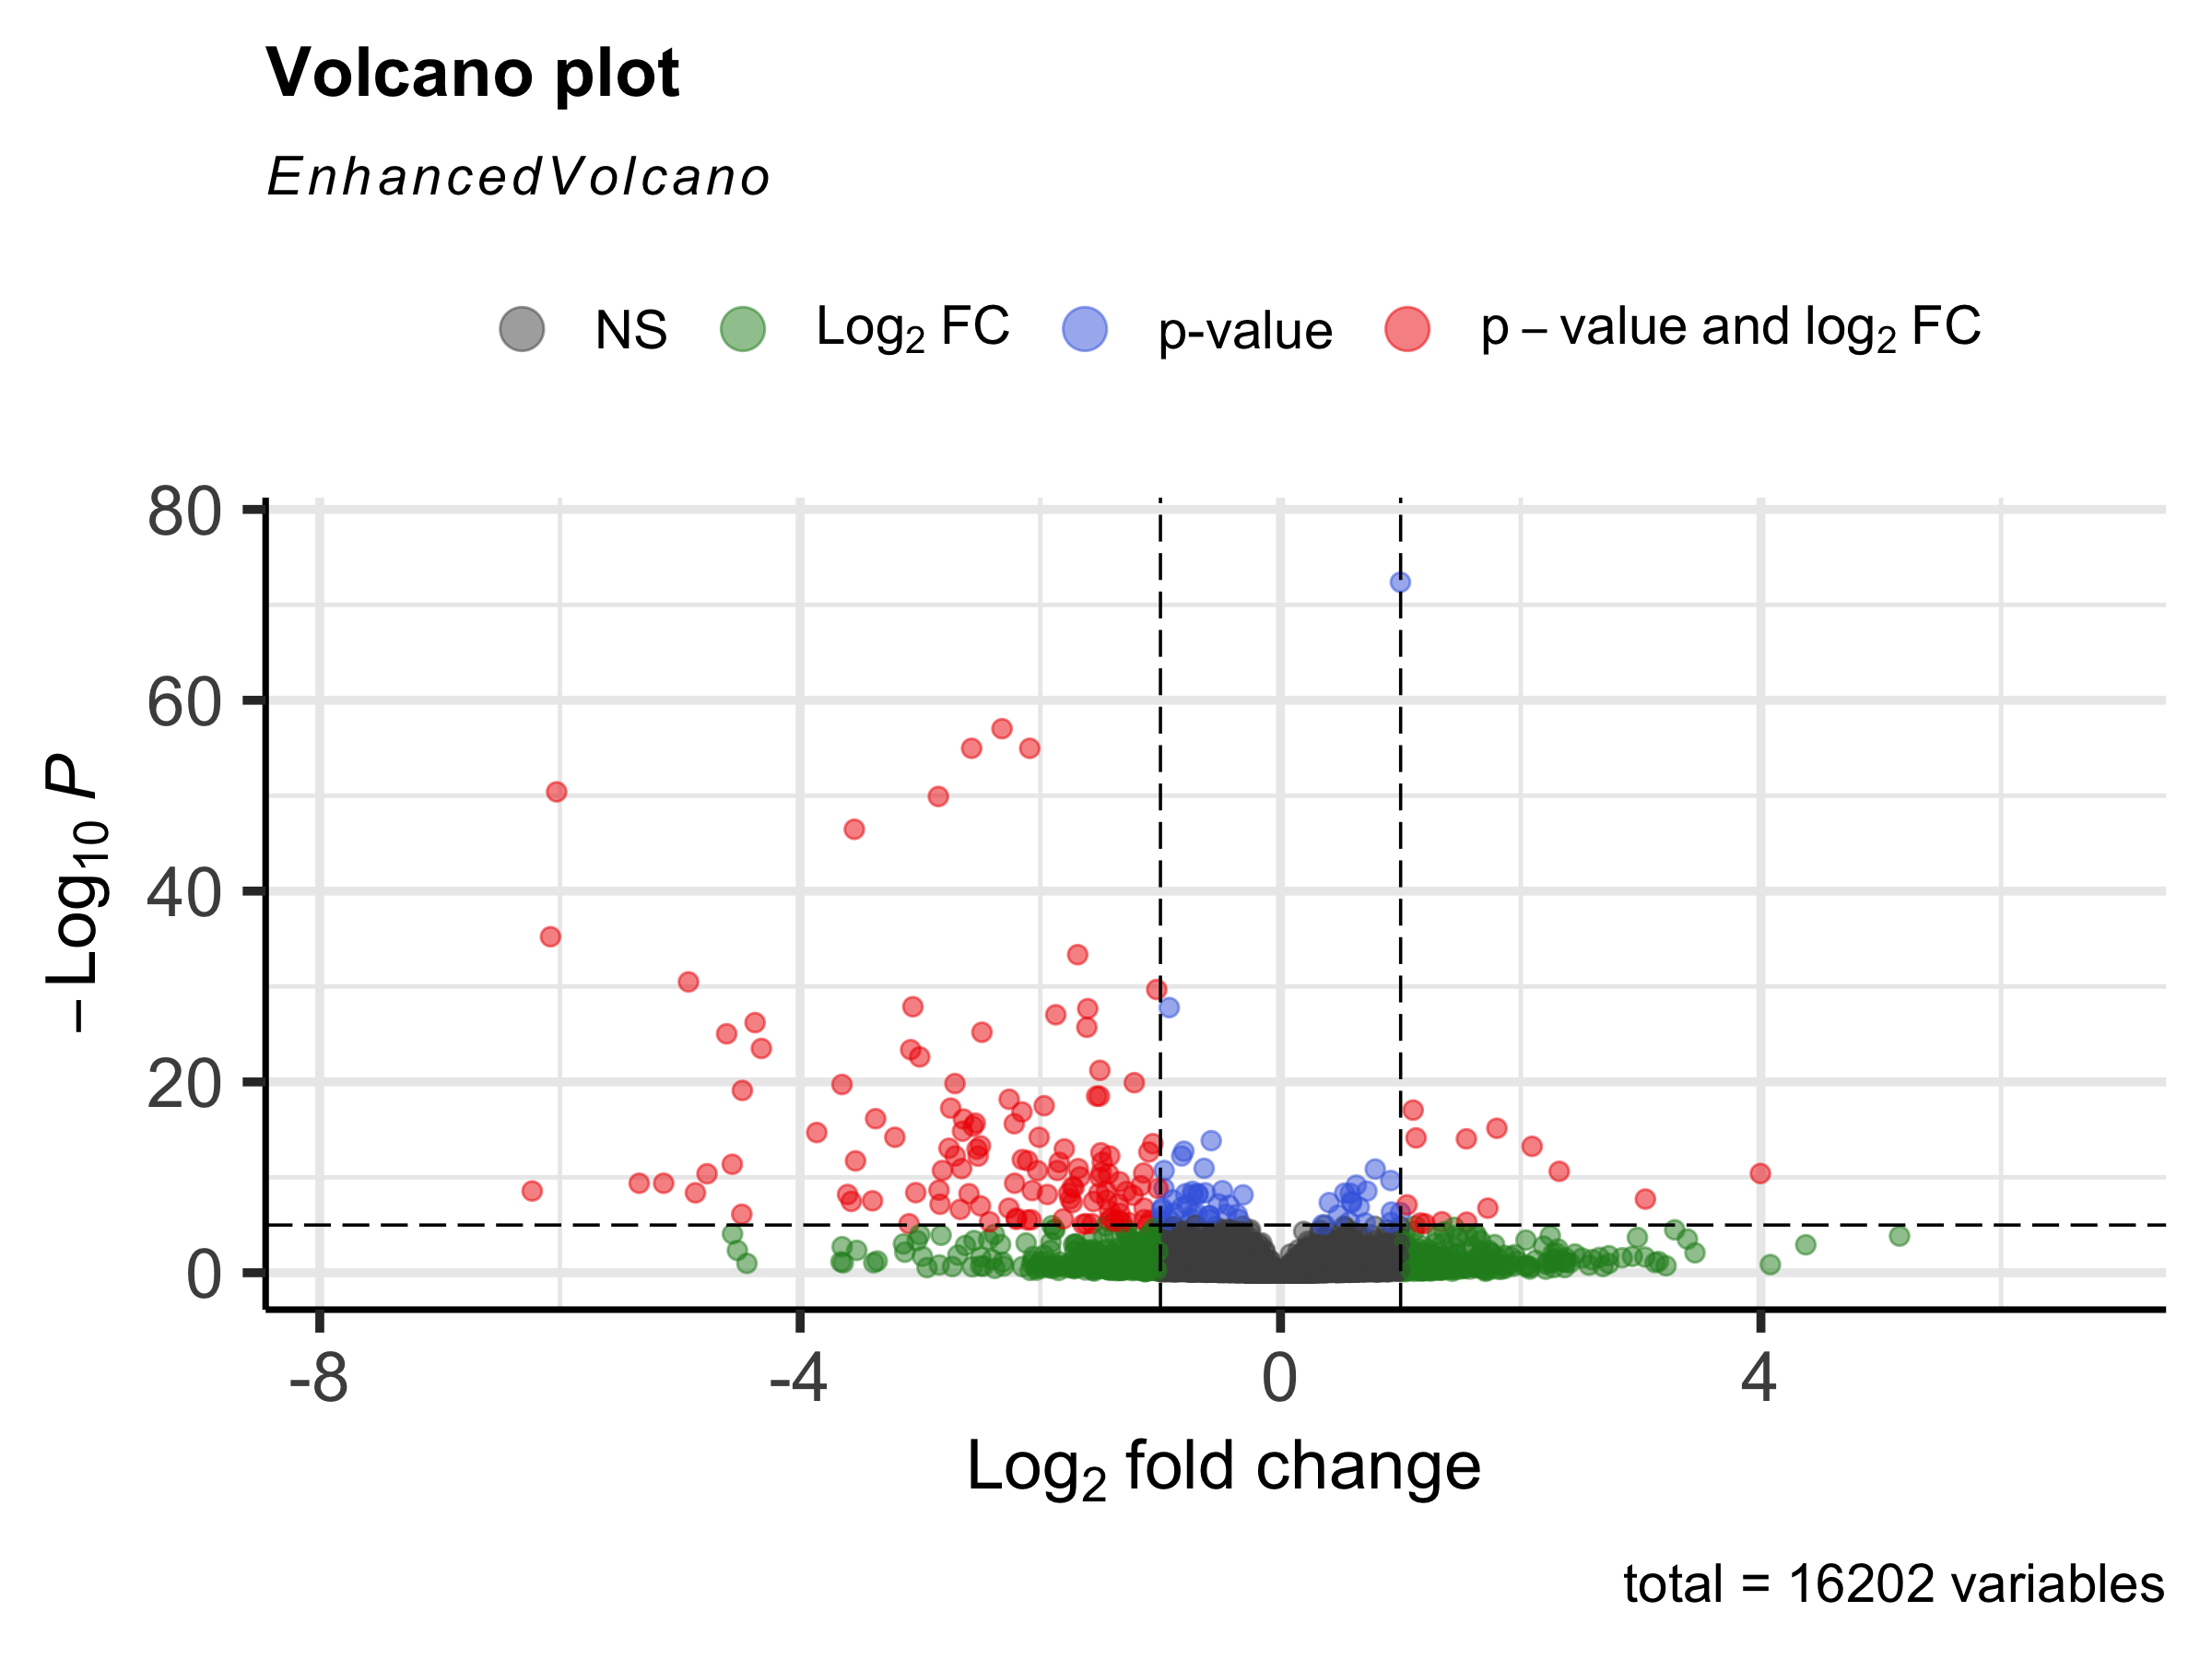 Volcano plot
EnhancedVolcano
NS Log₂ FC p-value p – value and log₂ FC
80
60
40
20
0
– Log₁₀ P
-8 -4 0 4
Log₂ fold change
total = 16202 variables